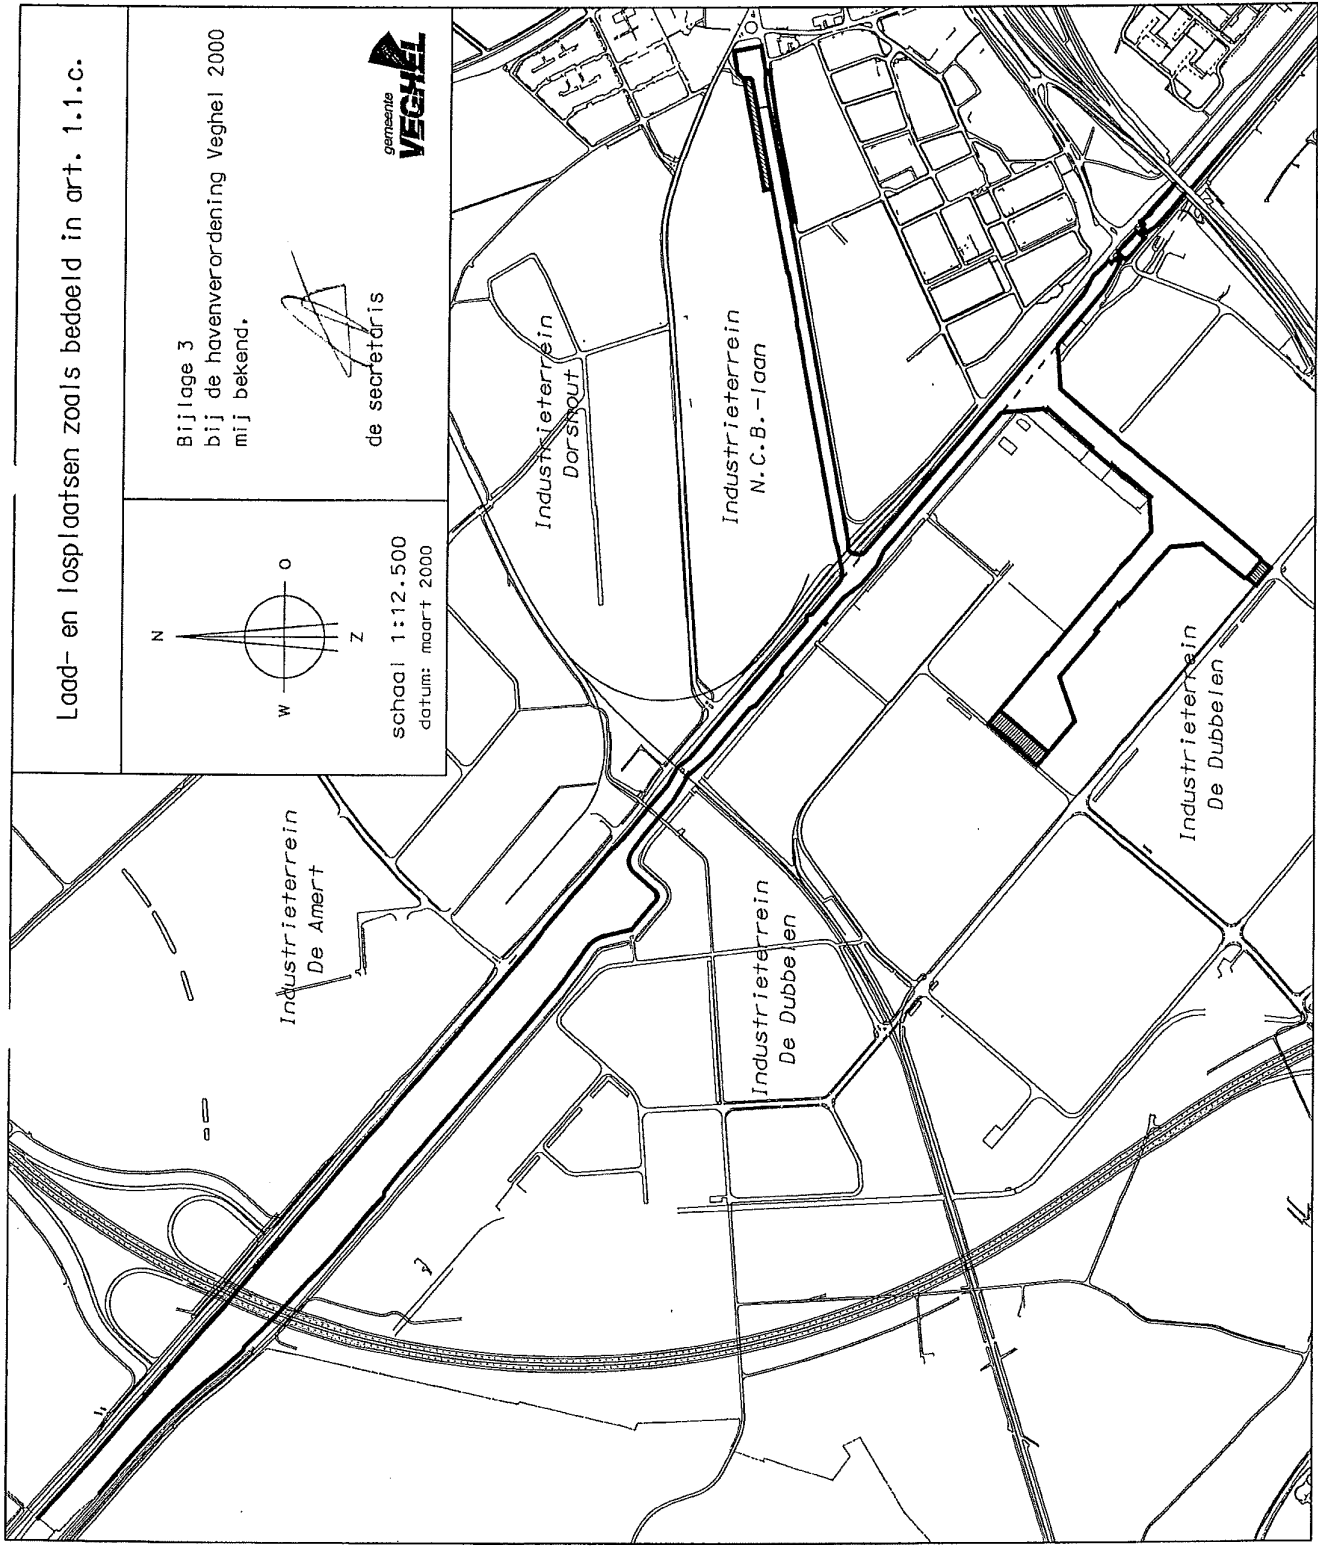 Laad- en losplaatsen zoals bedoeld in art. 1.1.c.
N
W
O
Z
schaal 1:12.500
datum: maart 2000
Bijlage 3
bij de havenverordening Veghel 2000
mij bekend.
de secretaris
gemeente
VEGHEL
Industrieterrein
De Amert
Industrieterrein
Dorshout
Industrieterrein
N.C.B.-laan
Industrieterrein
De Dubbelen
Industrieterrein
De Dubbelen